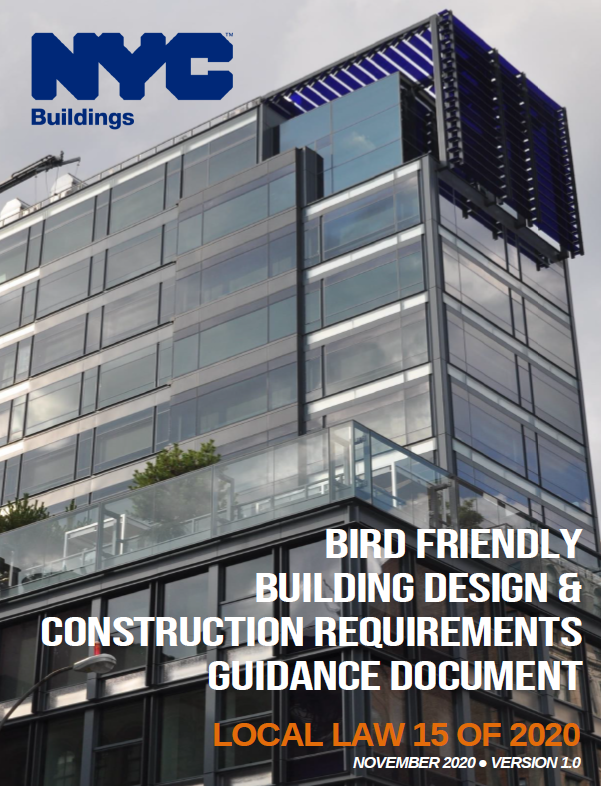 NYC™
Buildings
BIRD FRIENDLY
BUILDING DESIGN &
CONSTRUCTION REQUIREMENTS
GUIDANCE DOCUMENT
LOCAL LAW 15 OF 2020
NOVEMBER 2020 ● VERSION 1.0